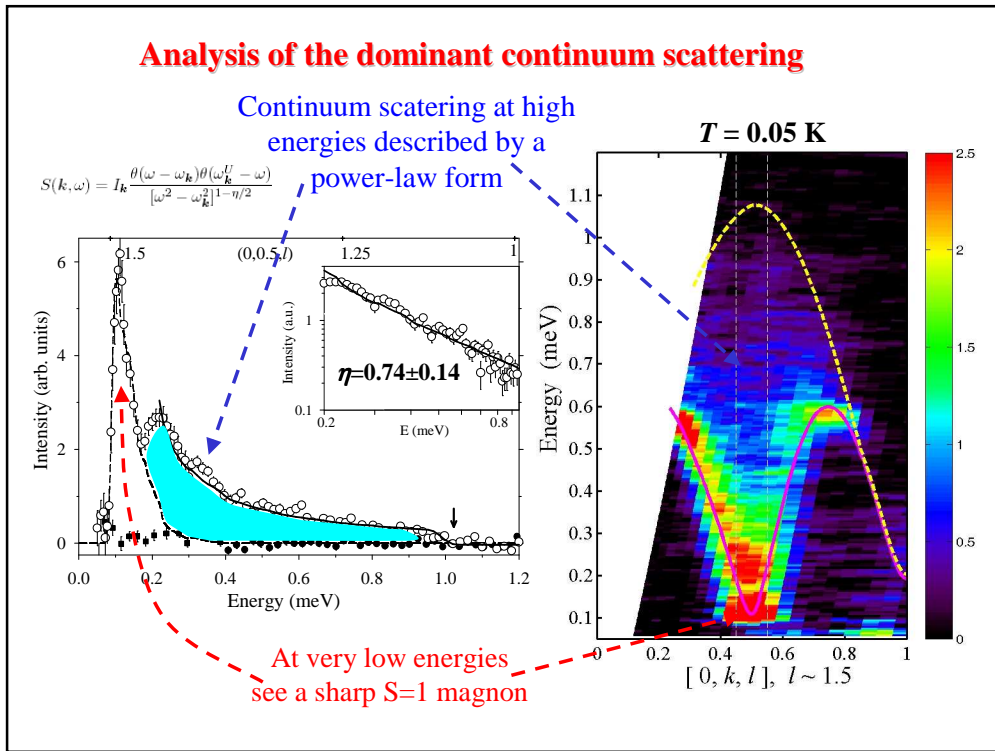 Analysis of the dominant continuum scattering
Continuum scatering at high
energies described by a
power-law form
S(k,ω) = I_k θ(ω − ω_k)θ(ω_k^U − ω) / [ω² − ω_k²]^{1−η/2}
1.5 (0,0.5,l) 1.25 1
Intensity (arb. units)
6
4
2
0
0.0 0.2 0.4 0.6 0.8 1.0 1.2
Energy (meV)
Intensity (a.u.)
1
0.1
η=0.74±0.14
0.2 0.8
E (meV)
At very low energies
see a sharp S=1 magnon
T = 0.05 K
Energy (meV)
1.1
1
0.9
0.8
0.7
0.6
0.5
0.4
0.3
0.2
0.1
0 0.2 0.4 0.6 0.8 1
[ 0, k, l ], l ~ 1.5
2.5
2
1.5
1
0.5
0